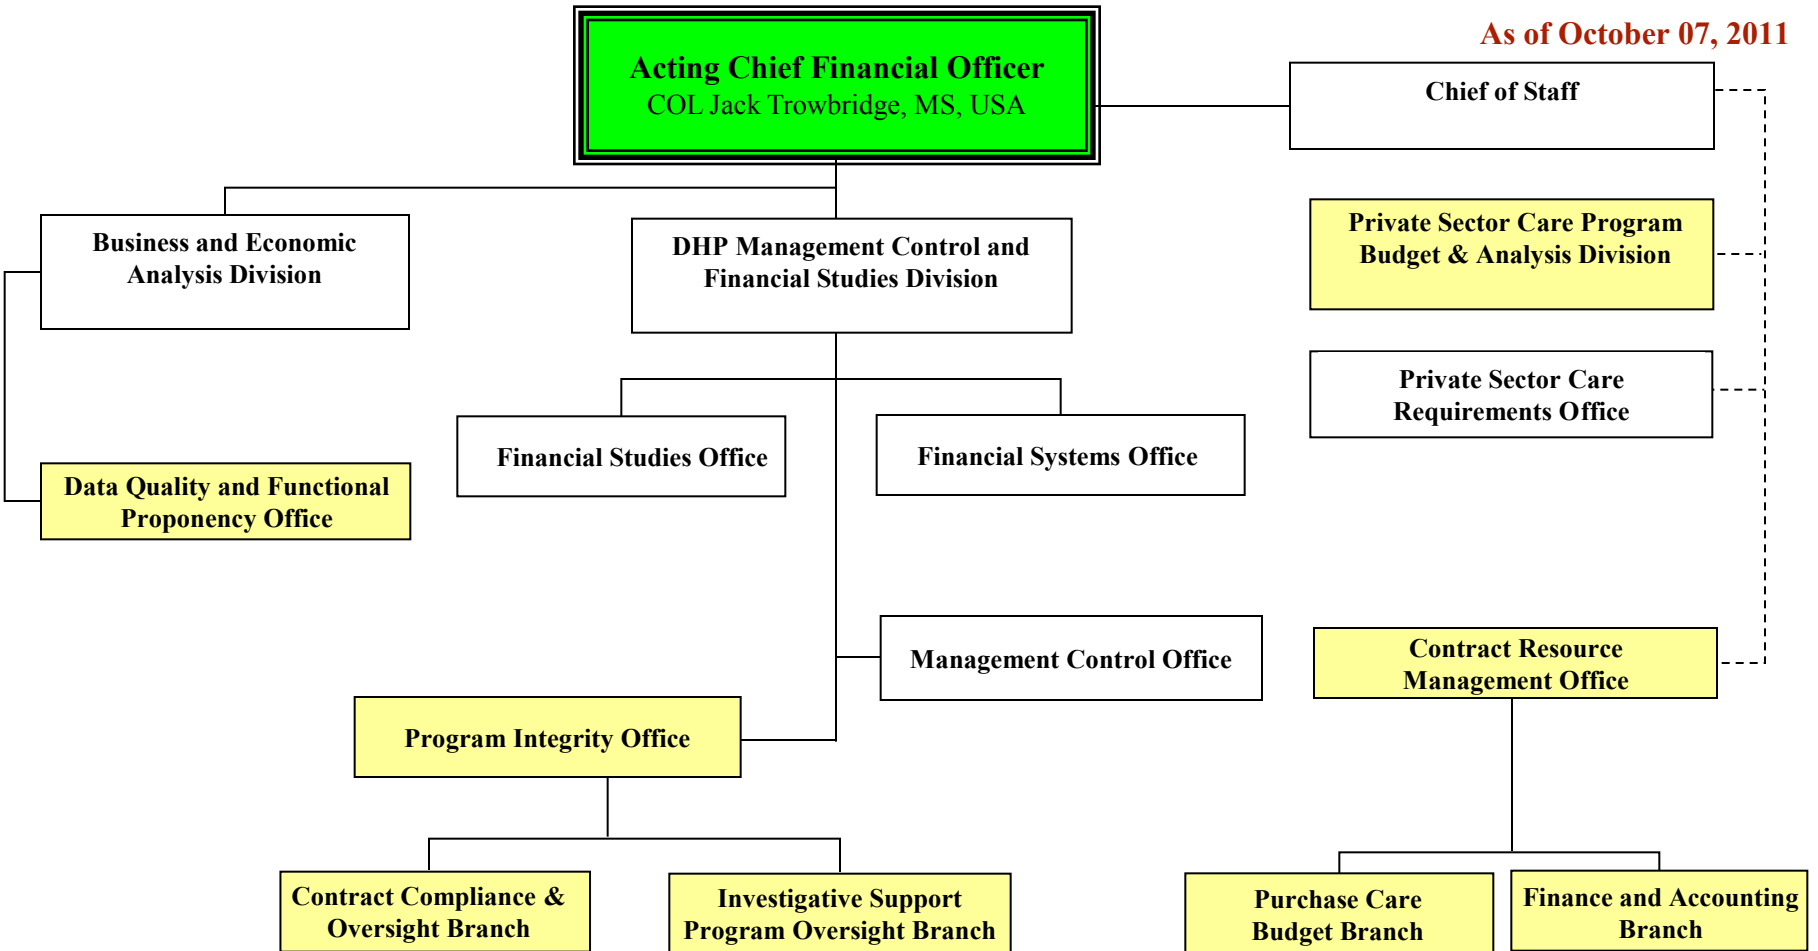 As of October 07, 2011
Acting Chief Financial Officer
COL Jack Trowbridge, MS, USA
Chief of Staff
Business and Economic
Analysis Division
DHP Management Control and
Financial Studies Division
Private Sector Care Program
Budget & Analysis Division
Private Sector Care
Requirements Office
Financial Studies Office
Financial Systems Office
Data Quality and Functional
Proponency Office
Management Control Office
Contract Resource
Management Office
Program Integrity Office
Contract Compliance &
Oversight Branch
Investigative Support
Program Oversight Branch
Purchase Care
Budget Branch
Finance and Accounting
Branch